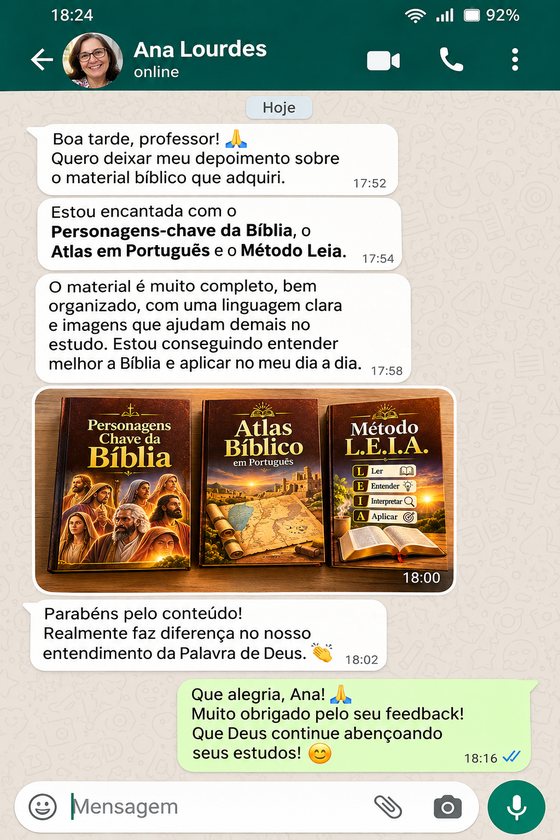 18:24
92%
Ana Lourdes
online
Hoje
Boa tarde, professor! 🙏
Quero deixar meu depoimento sobre
o material bíblico que adquiri.
17:52
Estou encantada com o
Personagens-chave da Bíblia, o
Atlas em Português e o Método Leia.
17:54
O material é muito completo, bem
organizado, com uma linguagem clara
e imagens que ajudam demais no
estudo. Estou conseguindo entender
melhor a Bíblia e aplicar no meu dia a dia.
17:58
Personagens
Chave da
Bíblia
Atlas
Bíblico
em Português
Método
L.E.I.A.
L Ler
E Entender
I Interpretar
A Aplicar
18:00
Parabéns pelo conteúdo!
Realmente faz diferença no nosso
entendimento da Palavra de Deus. 👏
18:02
Que alegria, Ana! 🙏
Muito obrigado pelo seu feedback!
Que Deus continue abençoando
seus estudos! 😊
18:16
Mensagem